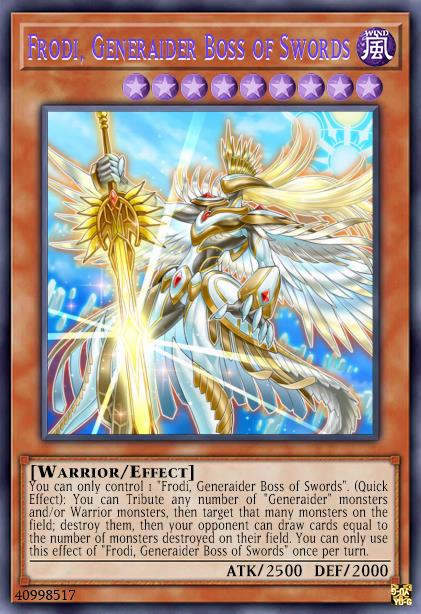 Frodi, Generaider Boss of Swords
WIND
風
[Warrior/Effect]
You can only control 1 "Frodi, Generaider Boss of Swords". (Quick
Effect): You can Tribute any number of "Generaider" monsters
and/or Warrior monsters, then target that many monsters on the
field; destroy them, then your opponent can draw cards equal to
the number of monsters destroyed on their field. You can only use
this effect of "Frodi, Generaider Boss of Swords" once per turn.
ATK/2500 DEF/2000
40998517